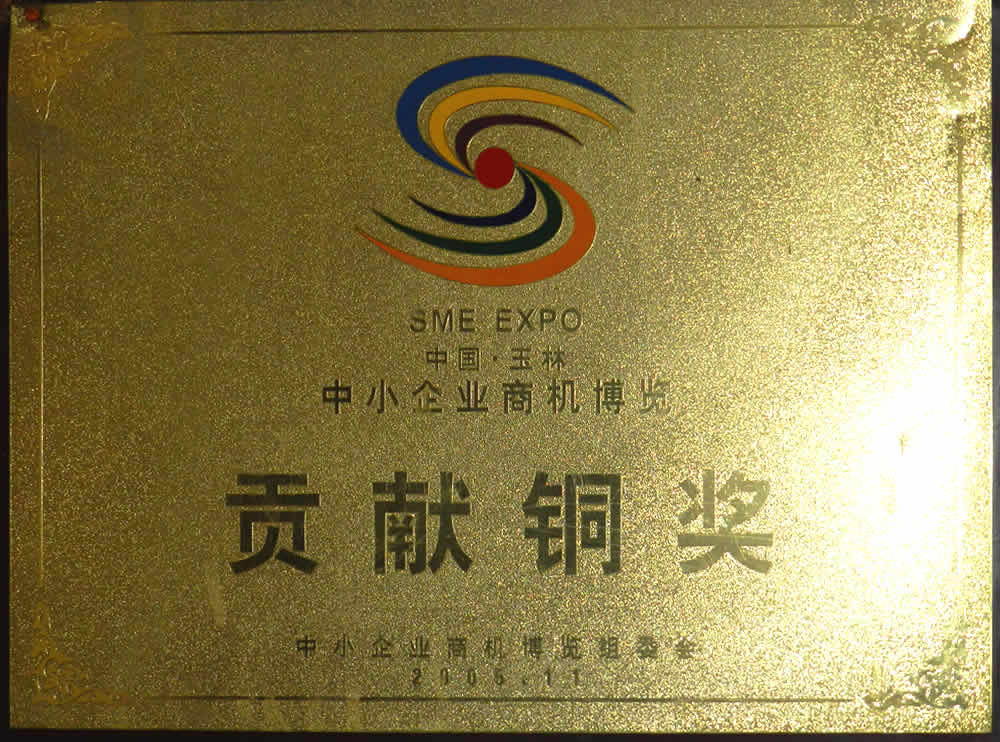 SME EXPO
中国·玉林
中小企业商机博览
贡献铜奖
中小企业商机博览组委会
2005.11